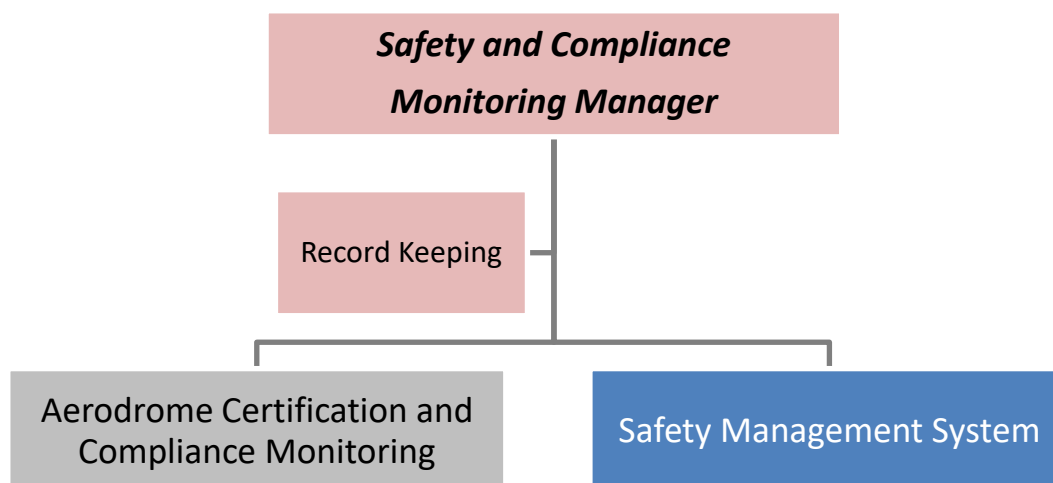 Safety and Compliance
Monitoring Manager
Record Keeping
Aerodrome Certification and
Compliance Monitoring
Safety Management System